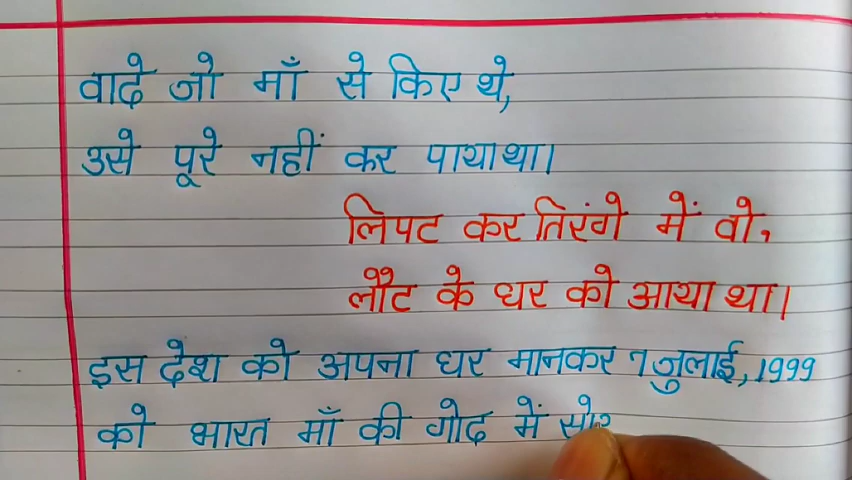 वादे जो माँ से किए थे,
उसे पूरे नहीं कर पाया था।
लिपट कर तिरंगे में वो,
लौट के घर को आया था।
इस देश को अपना घर मानकर 7 जुलाई, 1999
को भारत माँ की गोद में